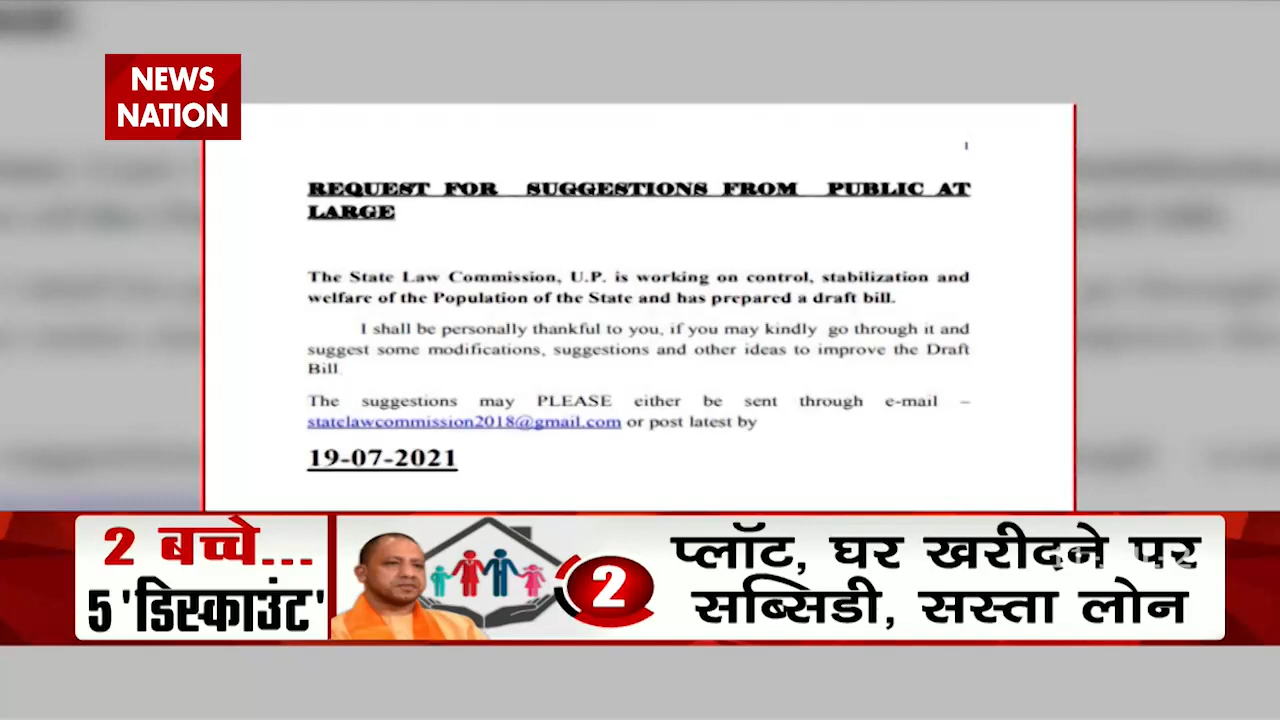 NEWS
NATION
1
REQUEST FOR SUGGESTIONS FROM PUBLIC AT
LARGE
The State Law Commission, U.P. is working on control, stabilization and
welfare of the Population of the State and has prepared a draft bill.
I shall be personally thankful to you, if you may kindly go through it and
suggest some modifications, suggestions and other ideas to improve the Draft
Bill
The suggestions may PLEASE either be sent through e-mail –
statelawcommission2018@gmail.com or post latest by
19-07-2021
2 बच्चे...
5 'डिस्काउंट'
2
प्लॉट, घर खरीदने पर
सब्सिडी, सस्ता लोन